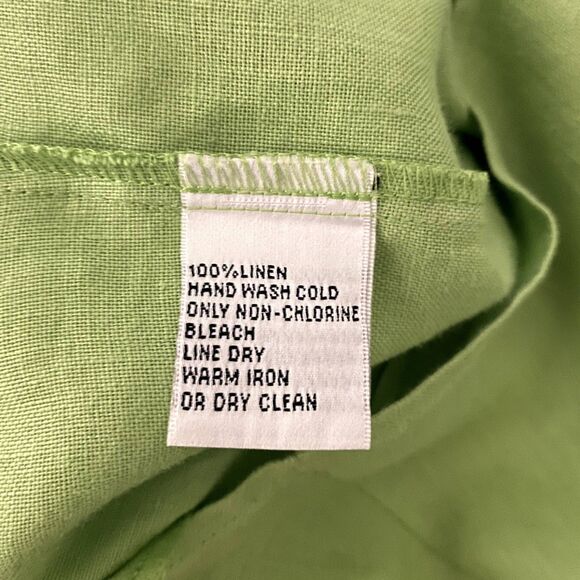 100%LINEN
HAND WASH COLD
ONLY NON-CHLORINE
BLEACH
LINE DRY
WARM IRON
OR DRY CLEAN